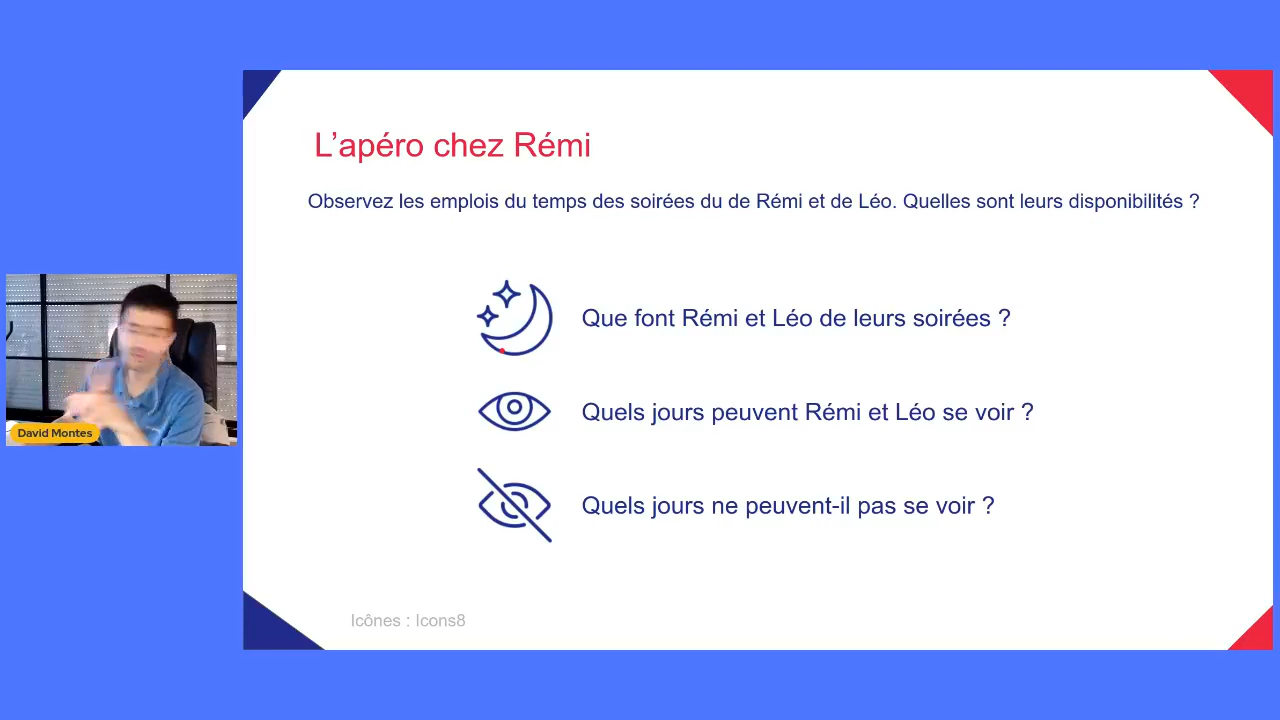 L'apéro chez Rémi
Observez les emplois du temps des soirées du de Rémi et de Léo. Quelles sont leurs disponibilités ?
Que font Rémi et Léo de leurs soirées ?
Quels jours peuvent Rémi et Léo se voir ?
Quels jours ne peuvent-il pas se voir ?
David Montes
Icônes : Icons8